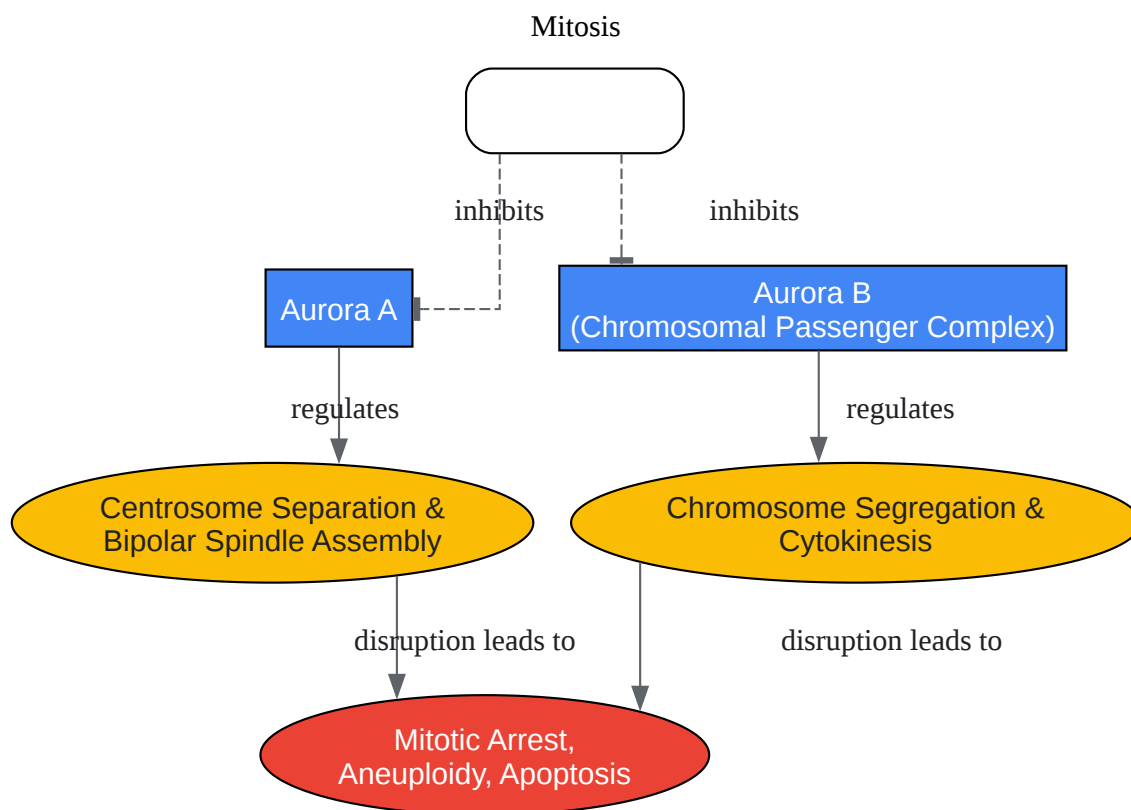 Mitosis
inhibits
inhibits
Aurora A
Aurora B
(Chromosomal Passenger Complex)
regulates
regulates
Centrosome Separation &
Bipolar Spindle Assembly
Chromosome Segregation &
Cytokinesis
disruption leads to
disruption leads to
Mitotic Arrest,
Aneuploidy, Apoptosis